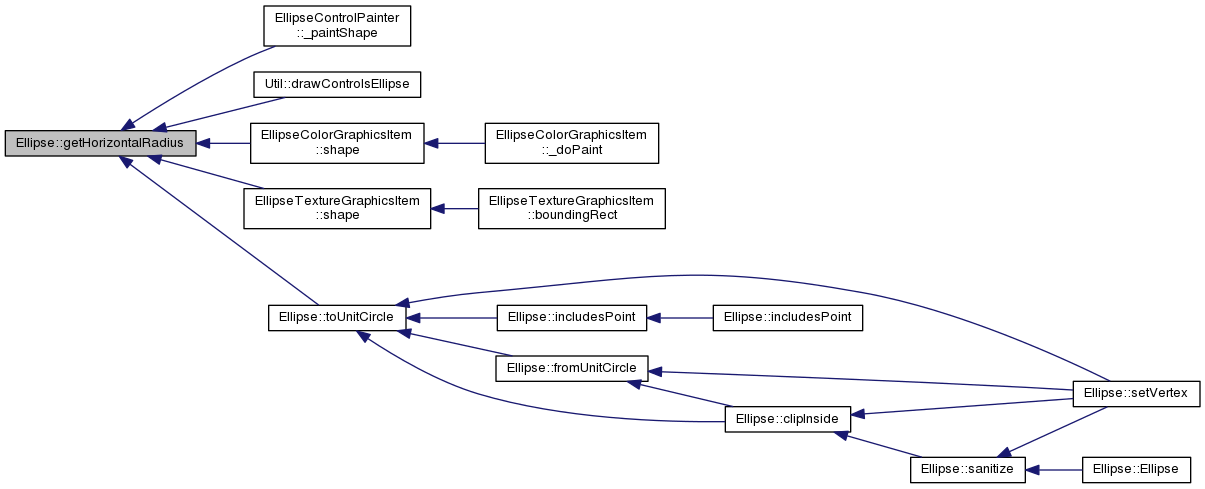 EllipseControlPainter
::_paintShape
Util::drawControlsEllipse
Ellipse::getHorizontalRadius
EllipseColorGraphicsItem
::shape
EllipseColorGraphicsItem
::_doPaint
EllipseTextureGraphicsItem
::shape
EllipseTextureGraphicsItem
::boundingRect
Ellipse::toUnitCircle
Ellipse::includesPoint
Ellipse::includesPoint
Ellipse::fromUnitCircle
Ellipse::setVertex
Ellipse::clipInside
Ellipse::sanitize
Ellipse::Ellipse